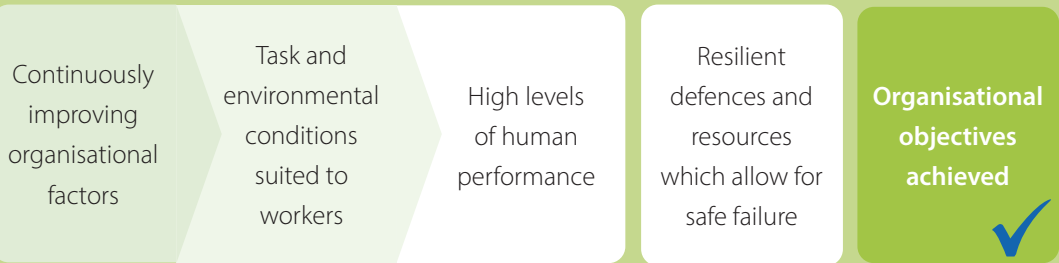 Continuously
improving
organisational
factors
Task and
environmental
conditions
suited to
workers
High levels
of human
performance
Resilient
defences and
resources
which allow for
safe failure
Organisational
objectives
achieved